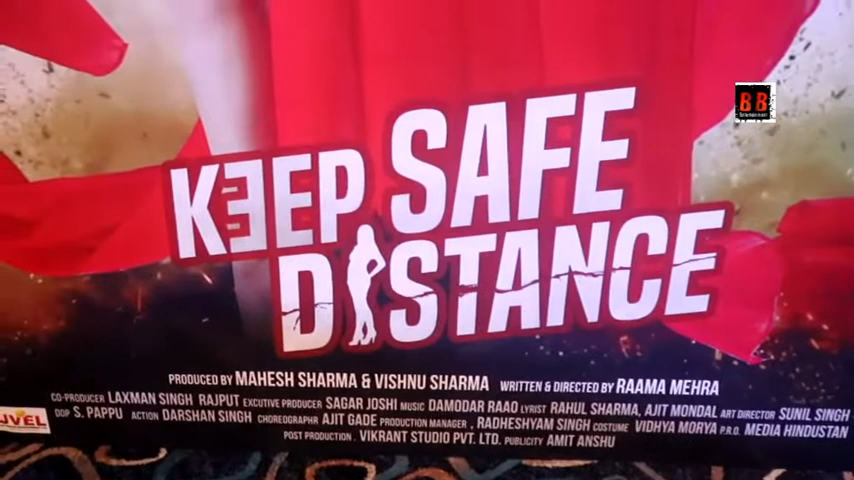 BB
KEEP SAFE
DISTANCE
PRODUCED BY MAHESH SHARMA & VISHNU SHARMA WRITTEN & DIRECTED BY RAAMA MEHRA
CO-PRODUCER LAXMAN SINGH RAJPUT EXCUTIVE PRODUCER SAGAR JOSHI MUSIC DAMODAR RAAO LYRIST RAHUL SHARMA, AJIT MONDAL ART DIRECTOR SUNIL SINGH
DOP S. PAPPU ACTION DARSHAN SINGH CHOREOGRAPHER AJIT GADE PRODUCTION MANAGER, RADHESHYAM SINGH COSTUME VIDHYA MORYA P.R.O. MEDIA HINDUSTAN
POST PRODUCTION VIKRANT STUDIO PVT. LTD. PUBLICITY AMIT ANSHU